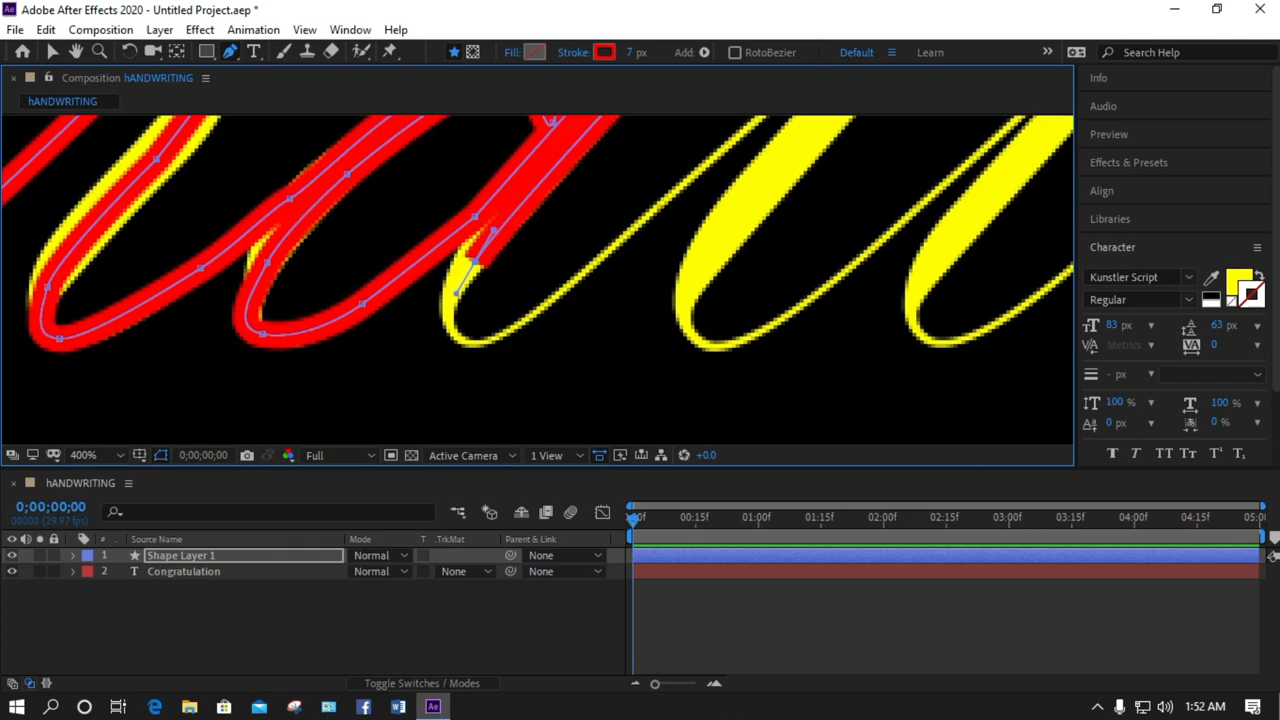 Adobe After Effects 2020 - Untitled Project.aep *
File Edit Composition Layer Effect Animation View Window Help
Fill: Stroke: 7 px Add: RotoBezier Default Learn Search Help
Composition hANDWRITING
hANDWRITING
Info
Audio
Preview
Effects & Presets
Align
Libraries
Character
Kunstler Script
Regular
83 px 63 px
Metrics 0
- px
100 % 100 %
0 px 0 %
T T TT Tr T¹ T₁
400% 0;00;00;00 Full Active Camera 1 View +0.0
hANDWRITING
0;00;00;00
00000 (29.97 fps)
:00f 00:15f 01:00f 01:15f 02:00f 02:15f 03:00f 03:15f 04:00f 04:15f 05:00
# Source Name Mode T .TrkMat Parent & Link
1 Shape Layer 1 Normal None
2 T Congratulation Normal None None
Toggle Switches / Modes
1:52 AM